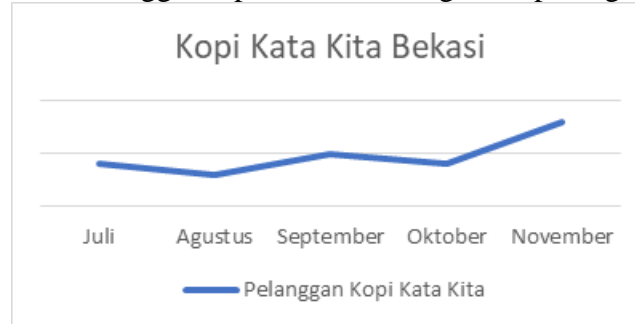 Kopi Kata Kita Bekasi
Juli Agustus September Oktober November
Pelanggan Kopi Kata Kita